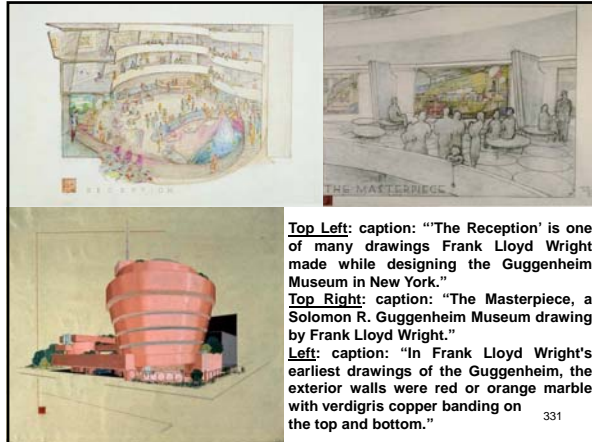 RECEPTION
THE MASTERPIECE
Top Left: caption: “’The Reception’ is one
of many drawings Frank Lloyd Wright
made while designing the Guggenheim
Museum in New York.”
Top Right: caption: “The Masterpiece, a
Solomon R. Guggenheim Museum drawing
by Frank Lloyd Wright.”
Left: caption: “In Frank Lloyd Wright's
earliest drawings of the Guggenheim, the
exterior walls were red or orange marble
with verdigris copper banding on
the top and bottom.”
331